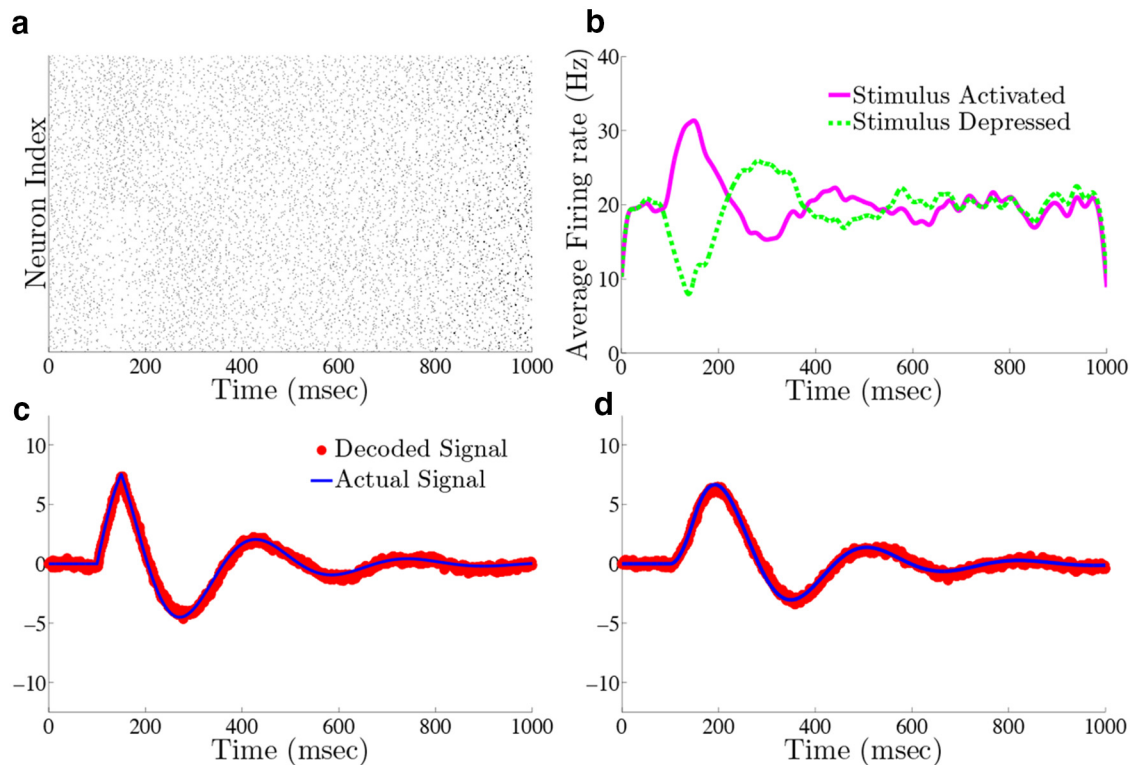 a
Neuron Index
0 200 400 600 800 1000
Time (msec)
b
Average Firing rate (Hz)
40
30
20
10
0
Stimulus Activated
Stimulus Depressed
0 200 400 600 800 1000
Time (msec)
c
10
5
0
−5
−10
Decoded Signal
Actual Signal
0 200 400 600 800 1000
Time (msec)
d
10
5
0
−5
−10
0 200 400 600 800 1000
Time (msec)